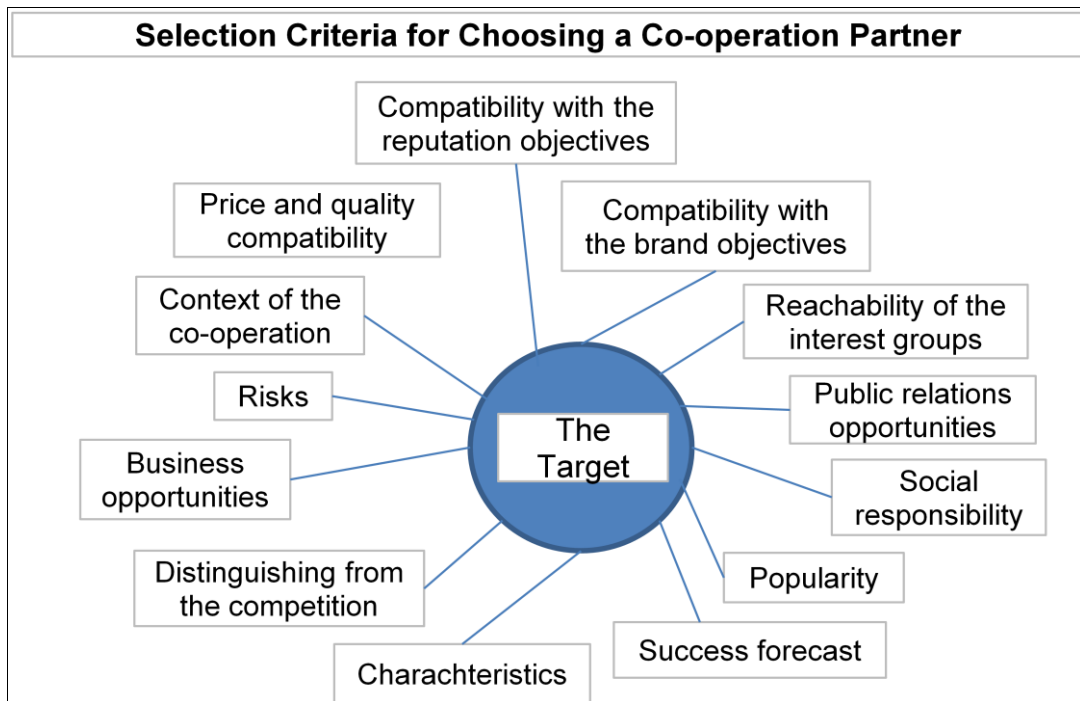 Selection Criteria for Choosing a Co-operation Partner
Compatibility with the
reputation objectives
Price and quality
compatibility
Compatibility with
the brand objectives
Context of the
co-operation
Reachability of the
interest groups
Risks
Public relations
opportunities
The
Target
Business
opportunities
Social
responsibility
Distinguishing from
the competition
Popularity
Success forecast
Charachteristics